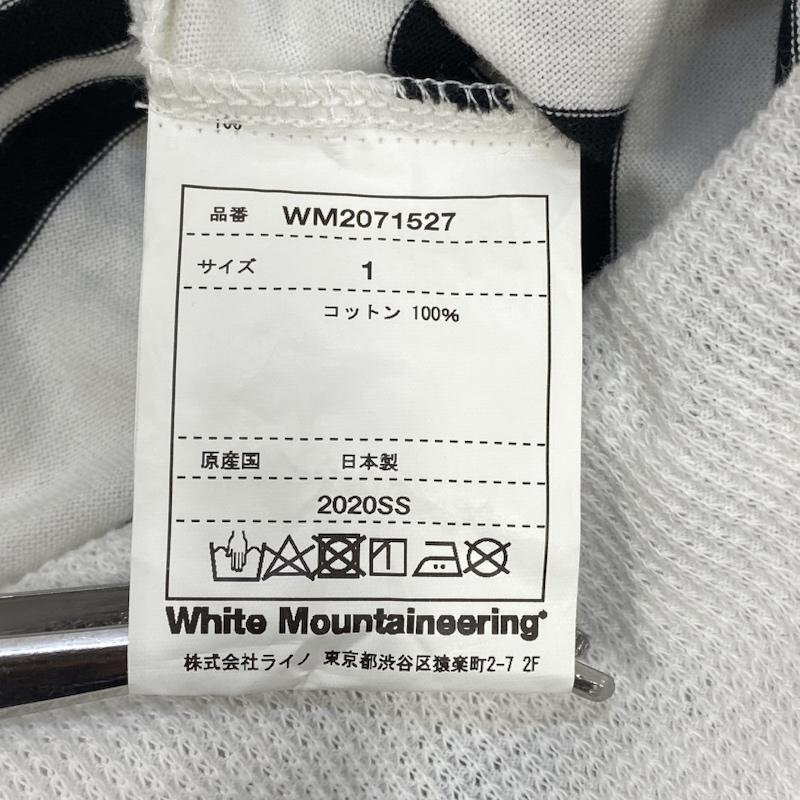 品番 WM2071527
サイズ 1
コットン 100%
原産国 日本製
2020SS
White Mountaineering
株式会社ライノ 東京都渋谷区猿楽町2-7 2F